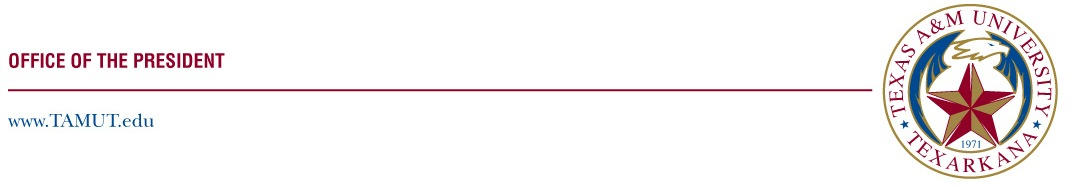 OFFICE OF THE PRESIDENT
www.TAMUT.edu
TEXAS A&M UNIVERSITY
TEXARKANA
1971